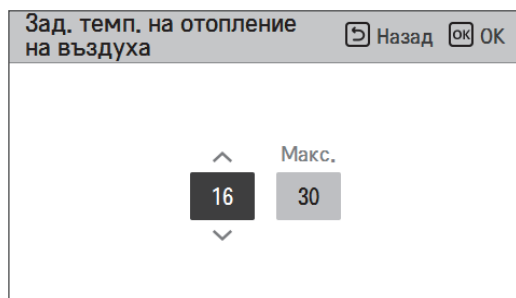 Зад. темп. на отопление
на въздуха
Назад OK OK
Макс.
16 30